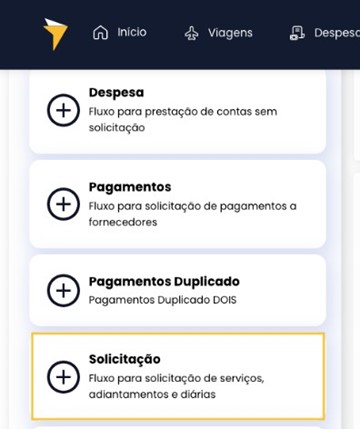 Início
Viagens
Despesa
Fluxo para prestação de contas sem
solicitação
Pagamentos
Fluxo para solicitação de pagamentos a
fornecedores
Pagamentos Duplicado
Pagamentos Duplicado DOIS
Solicitação
Fluxo para solicitação de serviços,
adiantamentos e diárias